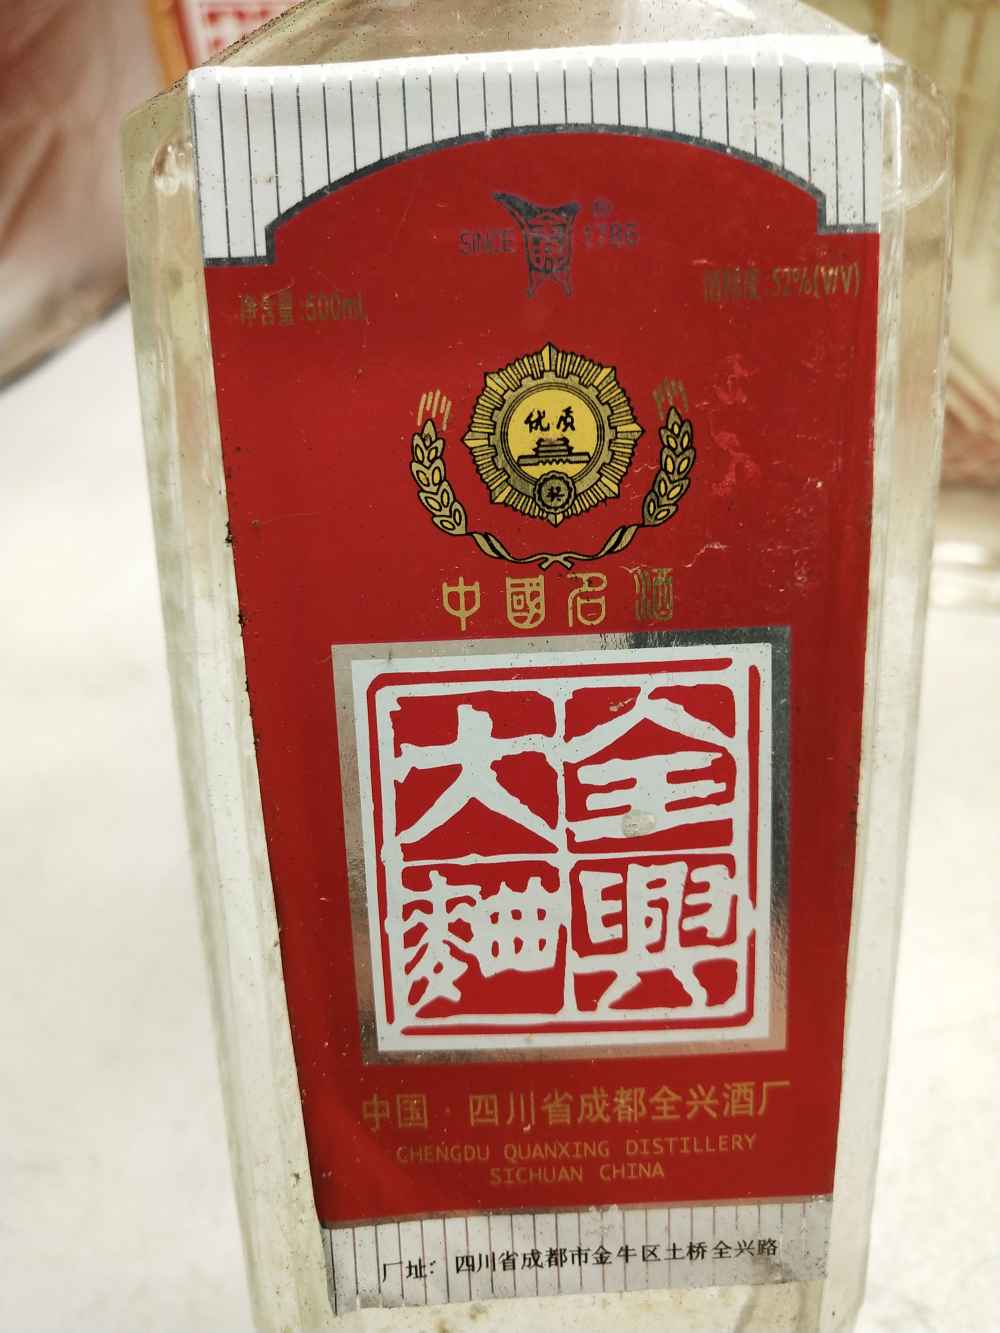 SINCE 1786
净含量:500mL
酒精度:52%(V/V)
优质
奖
中國名酒
全興
大麯
中国·四川省成都全兴酒厂
CHENGDU QUANXING DISTILLERY
SICHUAN CHINA
厂址：四川省成都市金牛区土桥全兴路